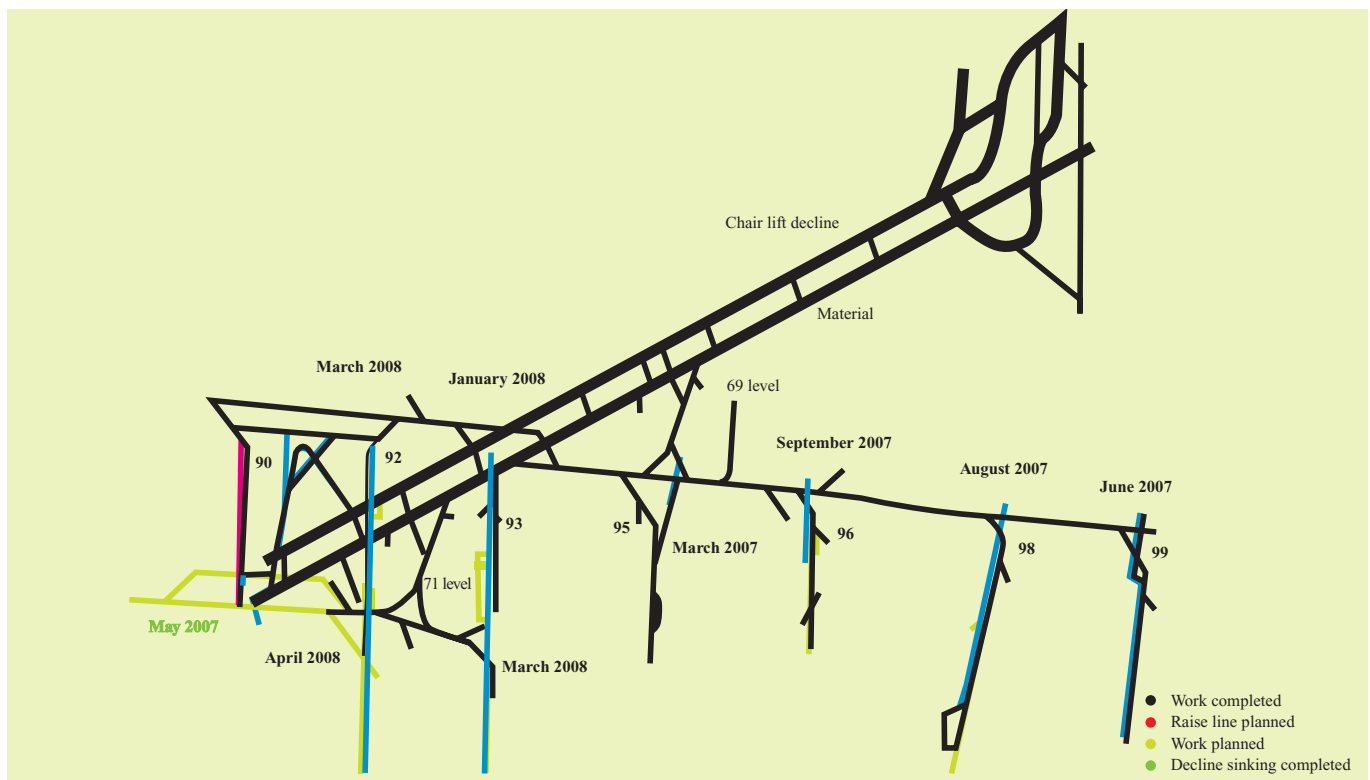 Chair lift decline
Material
March 2008
January 2008
69 level
September 2007
90
92
August 2007
June 2007
93
95
96
March 2007
98
99
71 level
May 2007
April 2008
March 2008
Work completed
Raise line planned
Work planned
Decline sinking completed